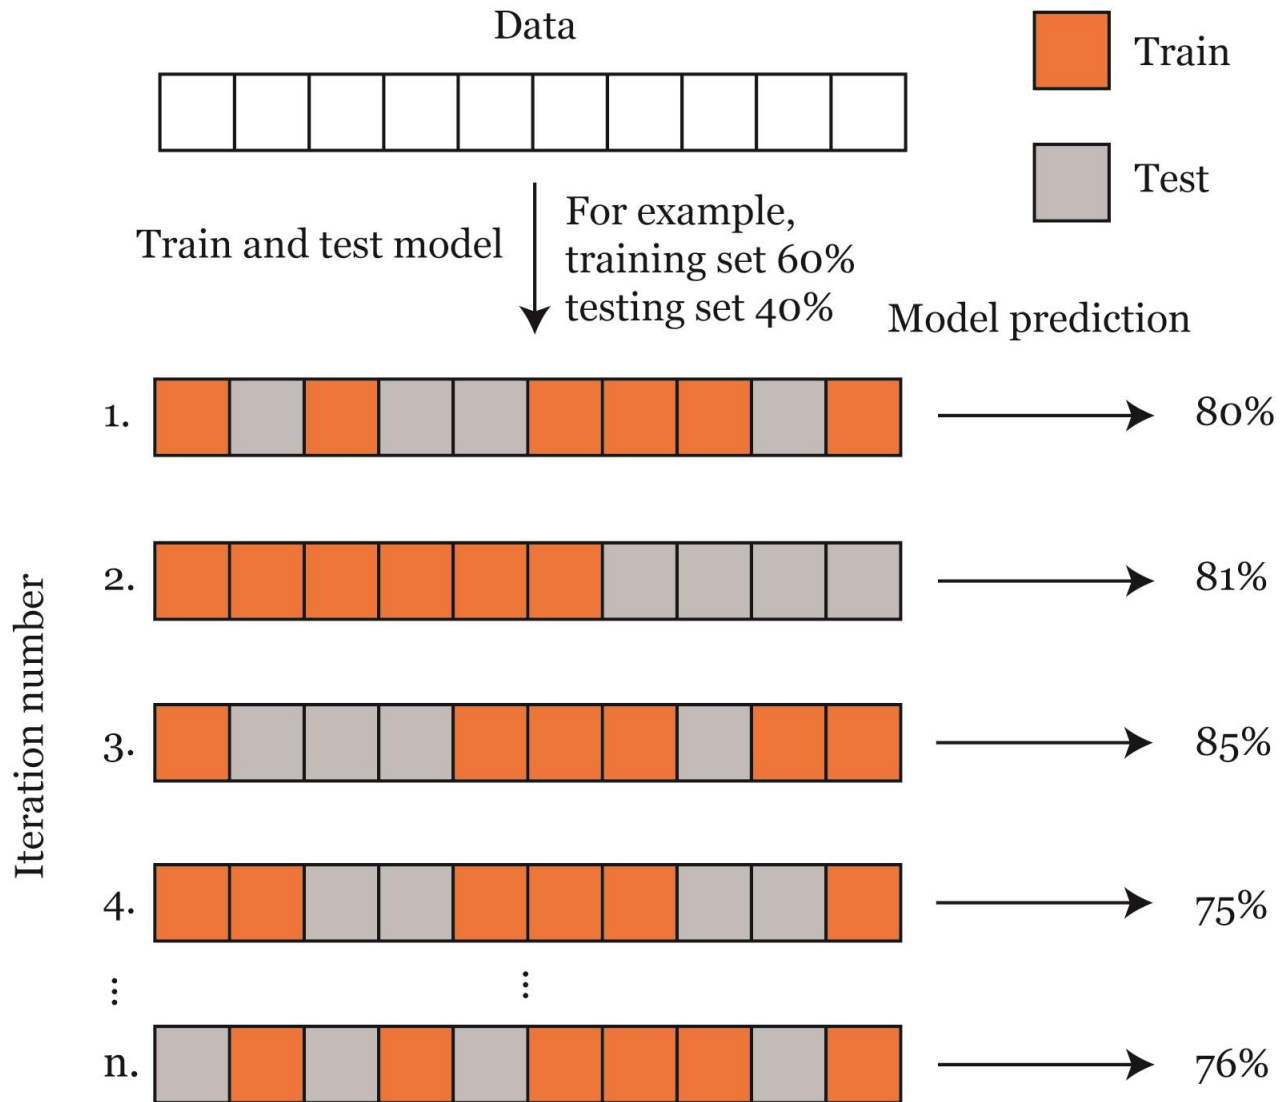 Data
Train
Test
Train and test model
For example,
training set 60%
testing set 40%
Model prediction
Iteration number
1.
80%
2.
81%
3.
85%
4.
75%
...
...
n.
76%